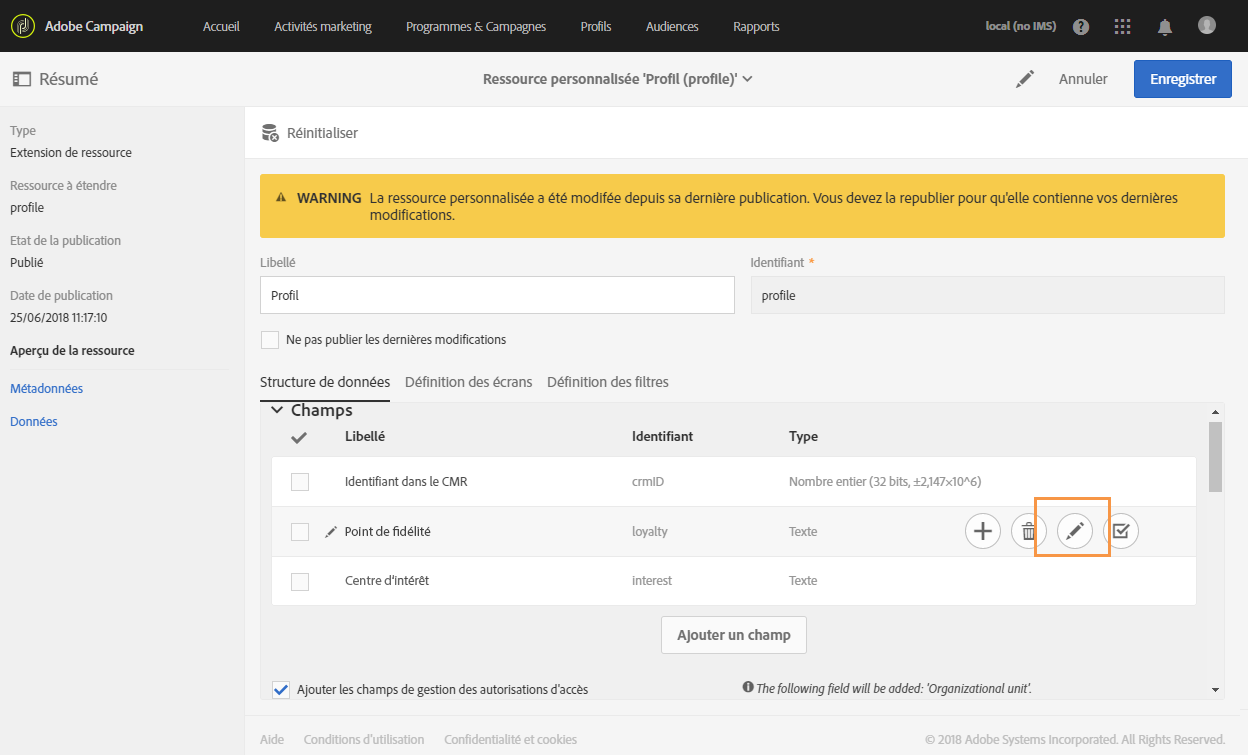 Adobe Campaign Accueil Activités marketing Programmes & Campagnes Profils Audiences Rapports local (no IMS)
Résumé Ressource personnalisée 'Profil (profile)' Annuler Enregistrer
Type
Extension de ressource
Ressource à étendre
profile
Etat de la publication
Publié
Date de publication
25/06/2018 11:17:10
Aperçu de la ressource
Métadonnées
Données
Réinitialiser
WARNING La ressource personnalisée a été modifée depuis sa dernière publication. Vous devez la republier pour qu'elle contienne vos dernières
modifications.
Libellé Identifiant *
Profil profile
Ne pas publier les dernières modifications
Structure de données Définition des écrans Définition des filtres
Champs
Libellé Identifiant Type
Identifiant dans le CMR crmID Nombre entier (32 bits, ±2,147×10^6)
Point de fidélité loyalty Texte
Centre d'intérêt interest Texte
Ajouter un champ
Ajouter les champs de gestion des autorisations d'accès The following field will be added: 'Organizational unit'.
Aide Conditions d'utilisation Confidentialité et cookies © 2018 Adobe Systems Incorporated. All Rights Reserved.